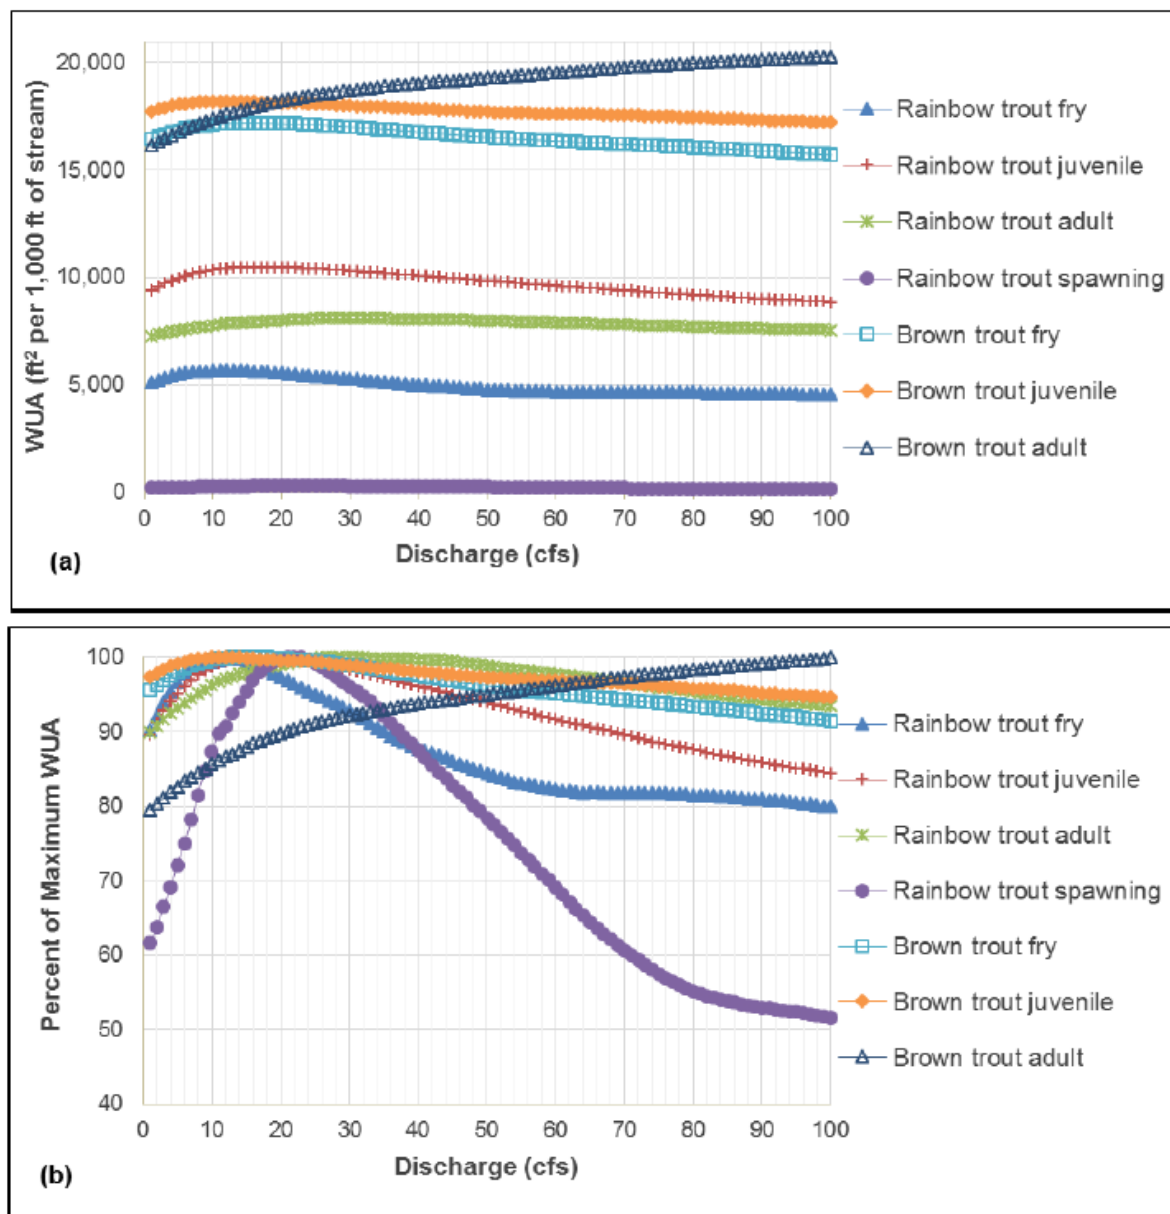 WUA (ft² per 1,000 ft of stream)
20,000
15,000
10,000
5,000
0
0 10 20 30 40 50 60 70 80 90 100
Discharge (cfs)
(a)
Rainbow trout fry
Rainbow trout juvenile
Rainbow trout adult
Rainbow trout spawning
Brown trout fry
Brown trout juvenile
Brown trout adult
Percent of Maximum WUA
100
90
80
70
60
50
40
0 10 20 30 40 50 60 70 80 90 100
Discharge (cfs)
(b)
Rainbow trout fry
Rainbow trout juvenile
Rainbow trout adult
Rainbow trout spawning
Brown trout fry
Brown trout juvenile
Brown trout adult